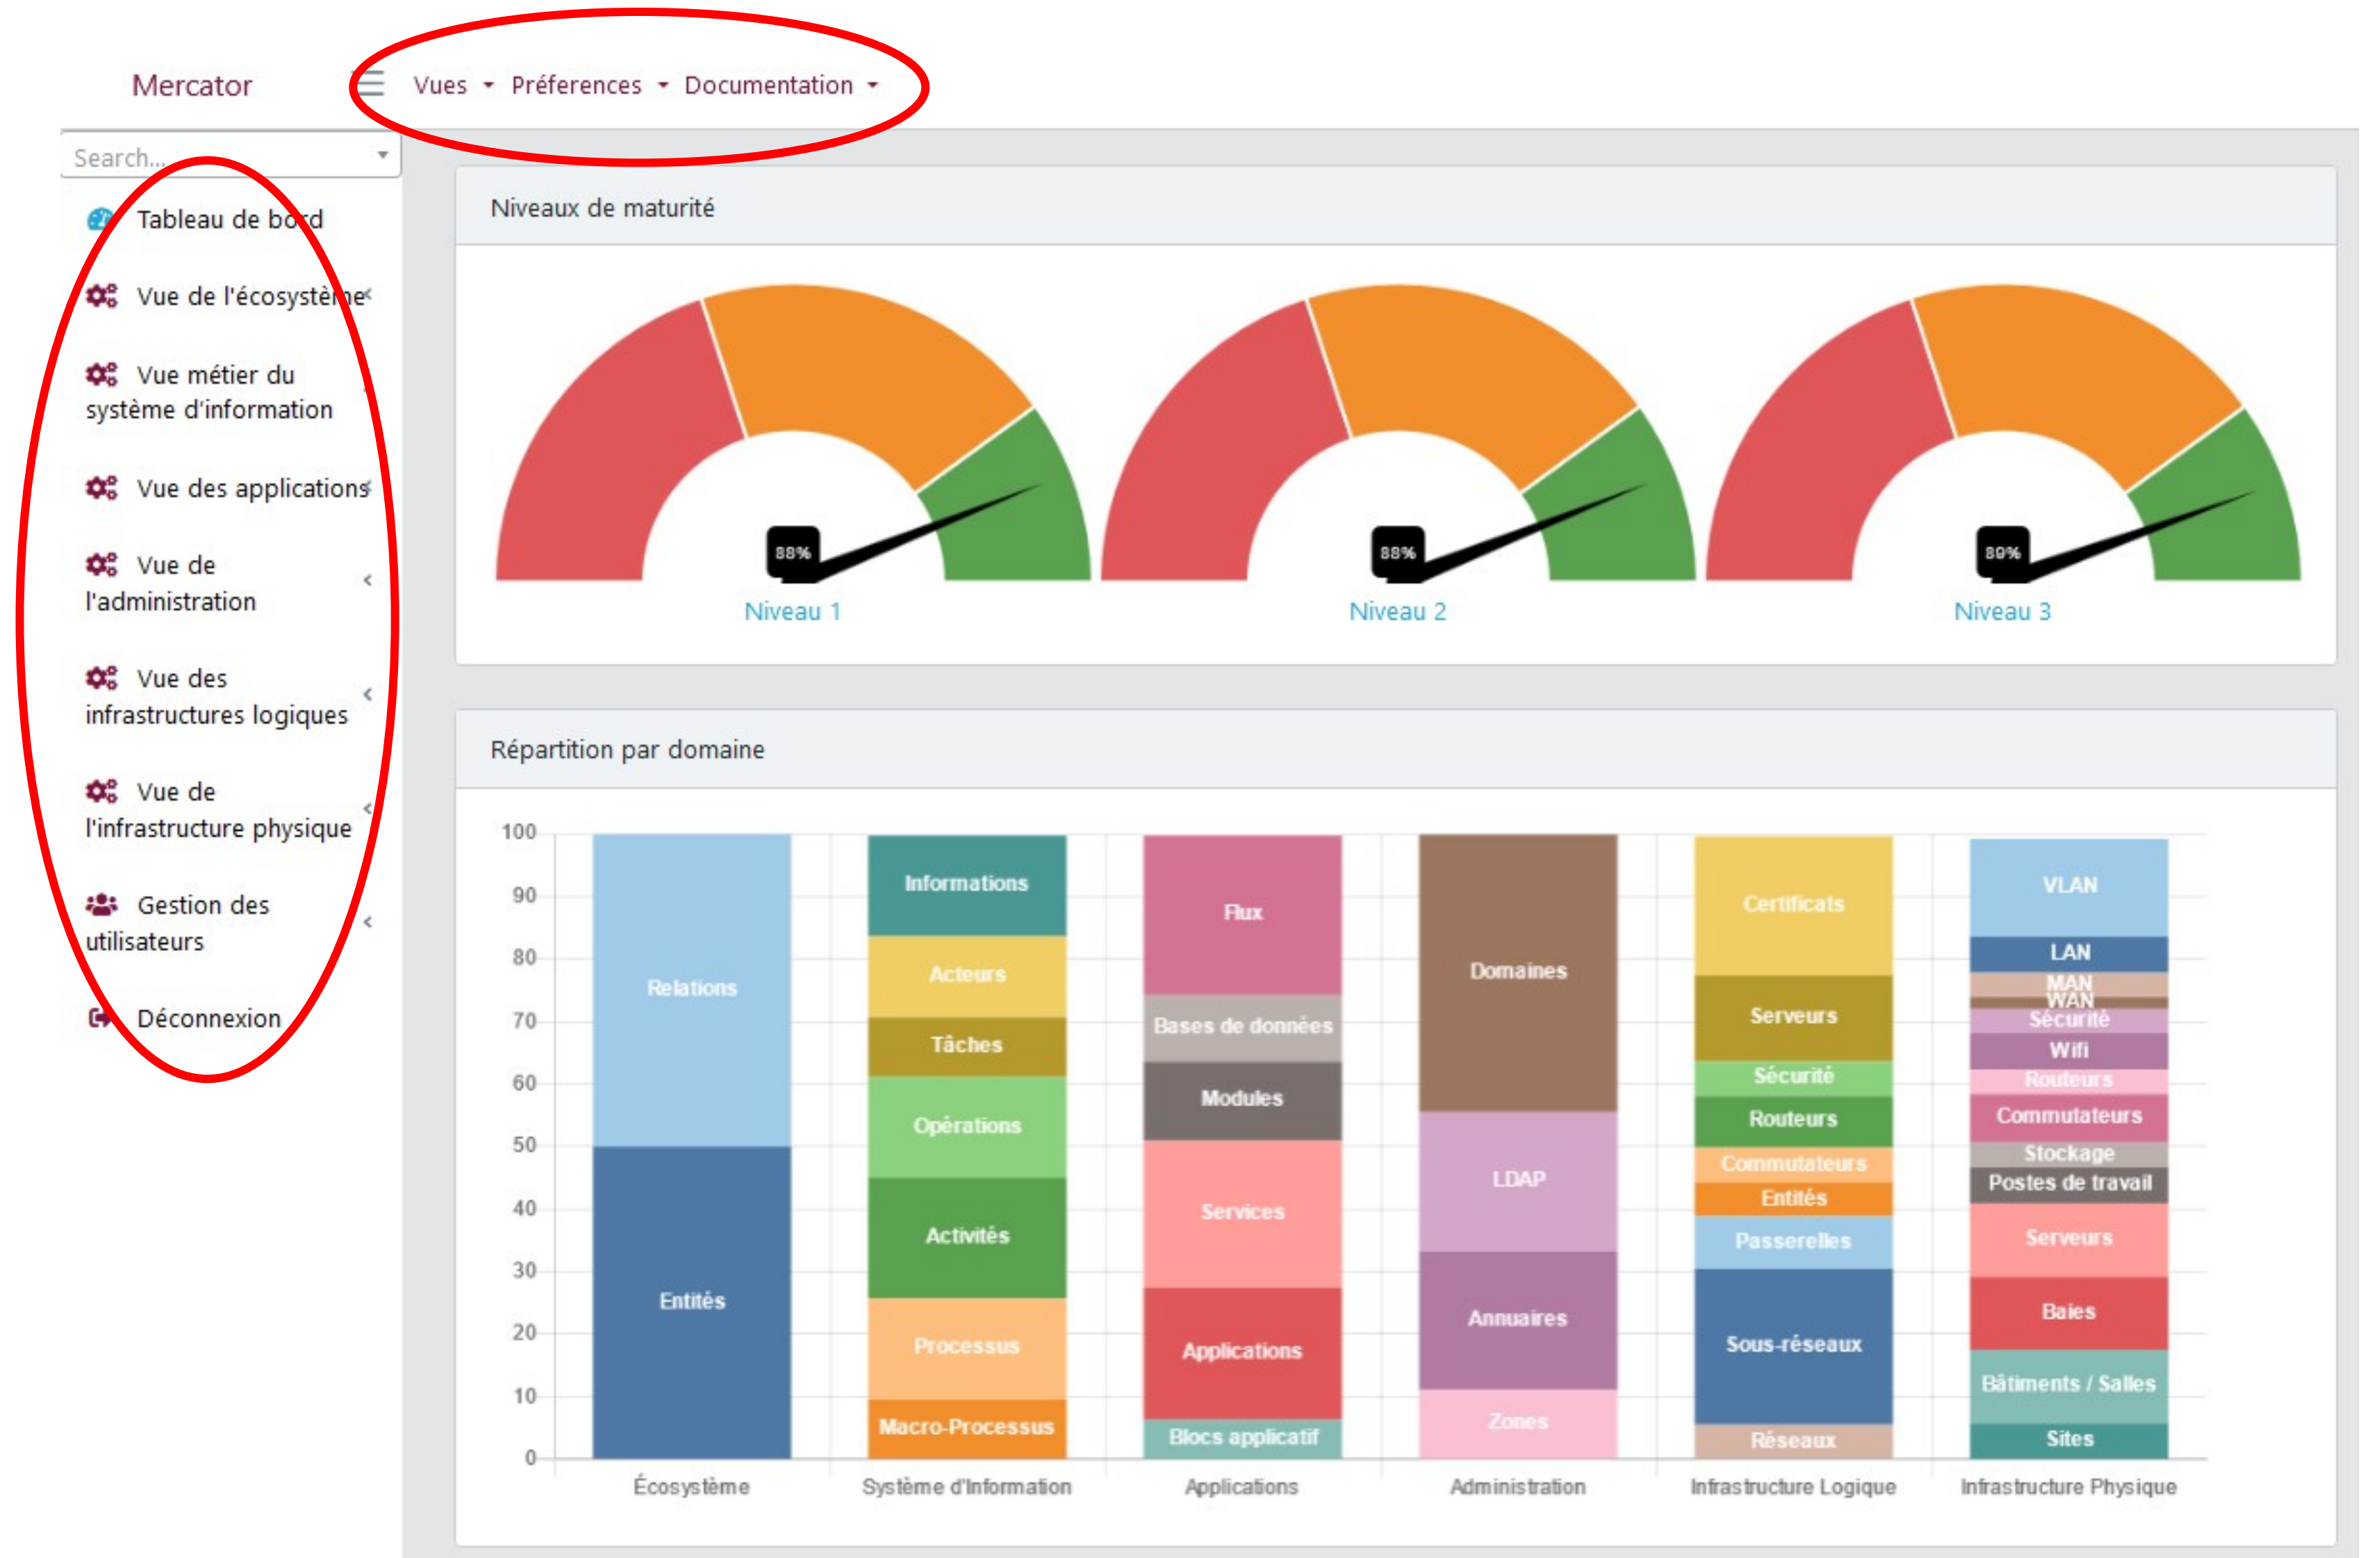 Mercator
Vues Préferences Documentation
Search...
Tableau de bord
Vue de l'écosystème
Vue métier du
système d'information
Vue des applications
Vue de
l'administration
Vue des
infrastructures logiques
Vue de
l'infrastructure physique
Gestion des
utilisateurs
Déconnexion
Niveaux de maturité
88%
88%
89%
Niveau 1
Niveau 2
Niveau 3
Répartition par domaine
100
90
80
70
60
50
40
30
20
10
0
Relations
Entités
Informations
Acteurs
Tâches
Opérations
Activités
Processus
Macro-Processus
Flux
Bases de données
Modules
Services
Applications
Blocs applicatif
Domaines
LDAP
Annuaires
Zones
Certificats
Serveurs
Sécurité
Routeurs
Commutateurs
Entités
Passerelles
Sous-réseaux
Réseaux
VLAN
LAN
MAN
WAN
Sécurité
Wifi
Routeurs
Commutateurs
Stockage
Postes de travail
Serveurs
Baies
Bâtiments / Salles
Sites
Écosystème
Système d'Information
Applications
Administration
Infrastructure Logique
Infrastructure Physique